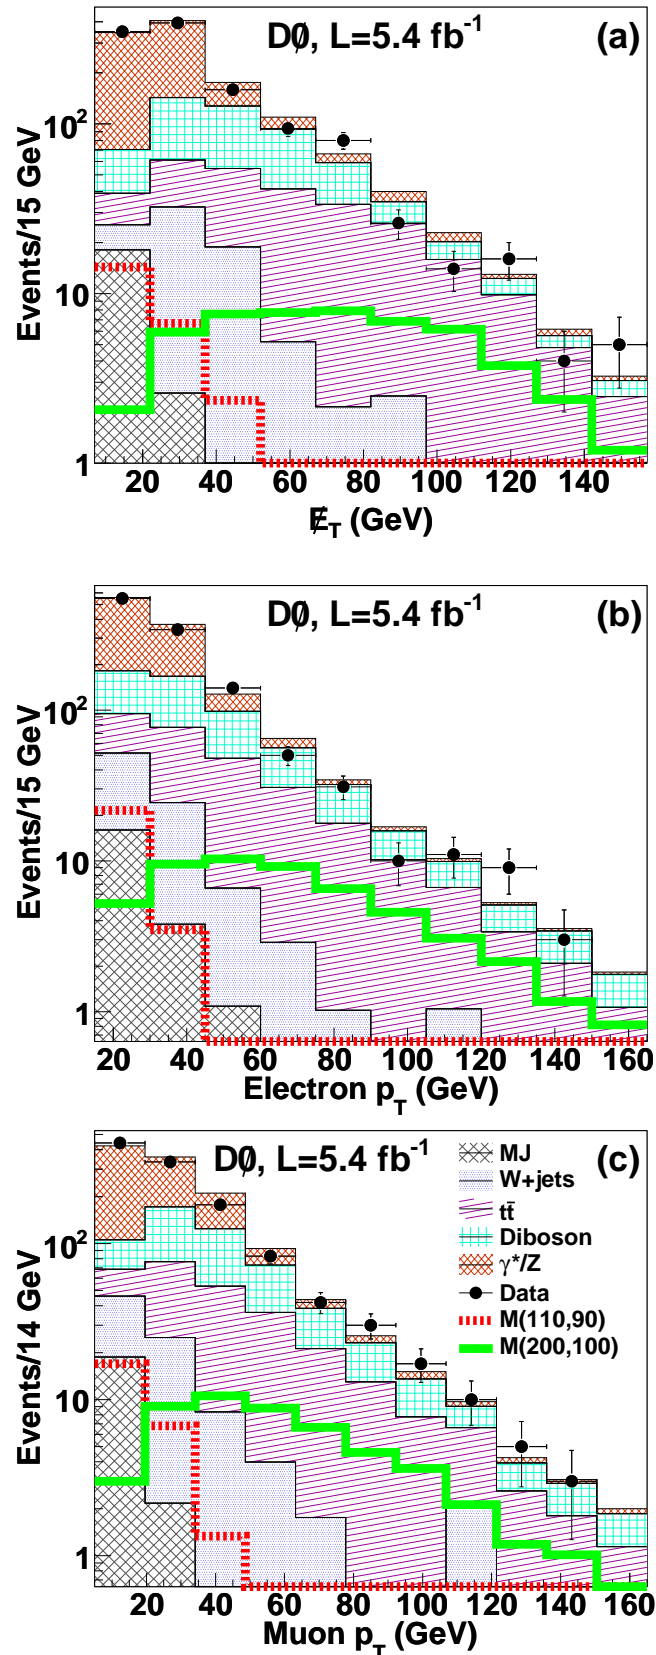 DØ, L=5.4 fb⁻¹ (a)
Events/15 GeV
10²
10
1
20 40 60 80 100 120 140
E̸_T (GeV)
DØ, L=5.4 fb⁻¹ (b)
Events/15 GeV
10²
10
1
20 40 60 80 100 120 140 160
Electron p_T (GeV)
DØ, L=5.4 fb⁻¹ (c)
Events/14 GeV
10²
10
1
MJ
W+jets
tt̄
Diboson
γ*/Z
Data
M(110,90)
M(200,100)
20 40 60 80 100 120 140 160
Muon p_T (GeV)